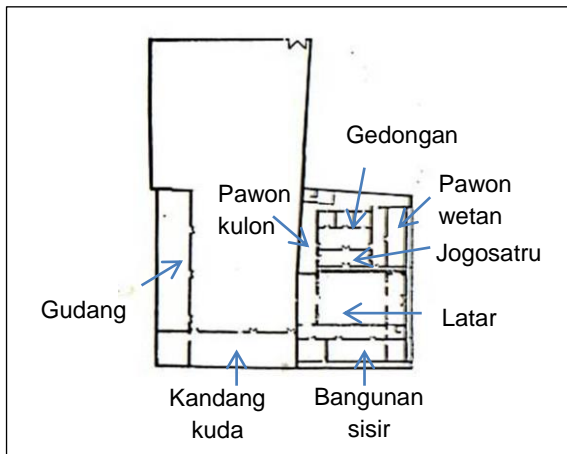 Gedongan
Pawon
kulon
Pawon
wetan
Jogosatru
Gudang
Latar
Kandang
kuda
Bangunan
sisir